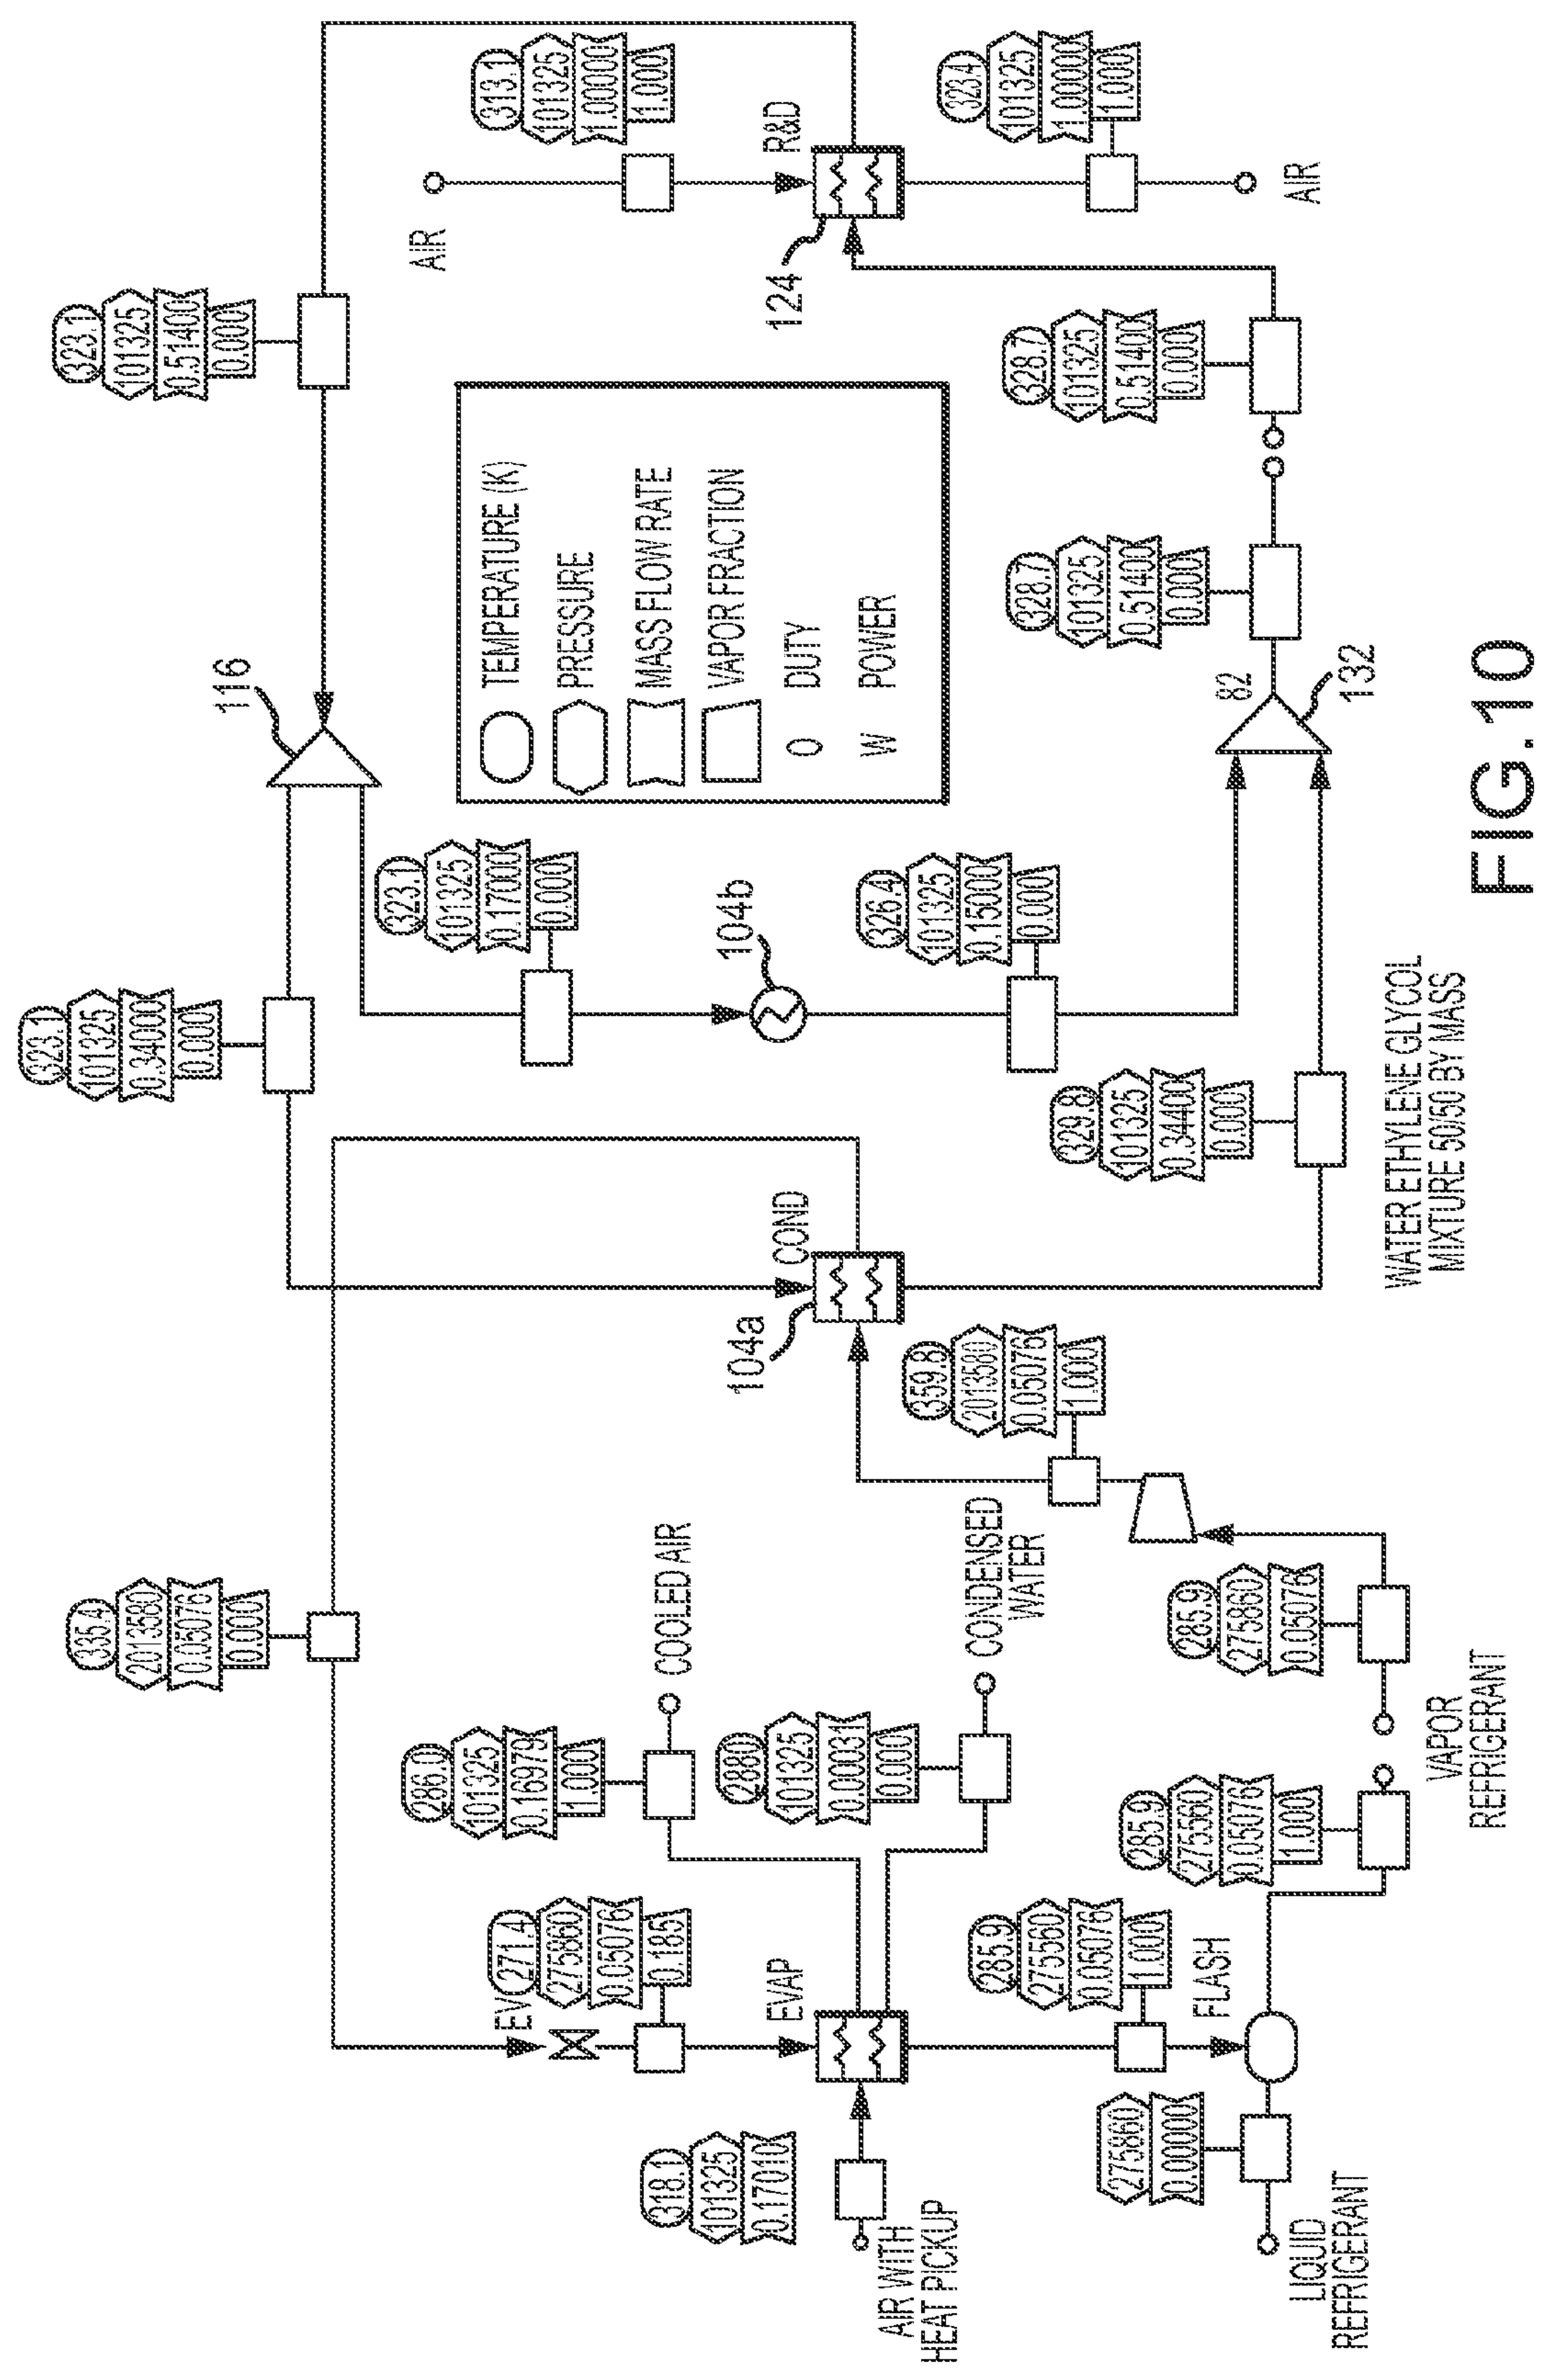 323.1
101325
0.34000
0.000
323.1
101325
0.51400
0.000
335.4
2013580
0.05076
0.000
116
323.1
101325
0.17000
0.000
AIR
313.1
101325
1.00000
1.000
286.0
101325
0.16979
1.000
COOLED AIR
EV
271.4
275860
0.05076
0.185
TEMPERATURE (K)
PRESSURE
MASS FLOW RATE
VAPOR FRACTION
O DUTY
W POWER
318.1
101325
0.17010
AIR WITH
HEAT PICKUP
EVAP
2880
101325
0.00031
0.000
CONDENSED
WATER
104a
COND
104b
124
R&D
326.4
101325
0.15000
0.000
323.4
101325
1.00000
1.000
AIR
285.9
275560
0.05076
1.000
359.8
2013580
0.05076
1.000
329.8
101325
0.34400
0.000
328.7
101325
0.51400
0.000
328.7
101325
0.51400
0.000
275860
0.00000
LIQUID
REFRIGERANT
FLASH
285.9
275560
0.05076
1.000
285.9
275860
0.05076
VAPOR
REFRIGERANT
82
132
WATER ETHYLENE GLYCOL
MIXTURE 50/50 BY MASS
FIG.10